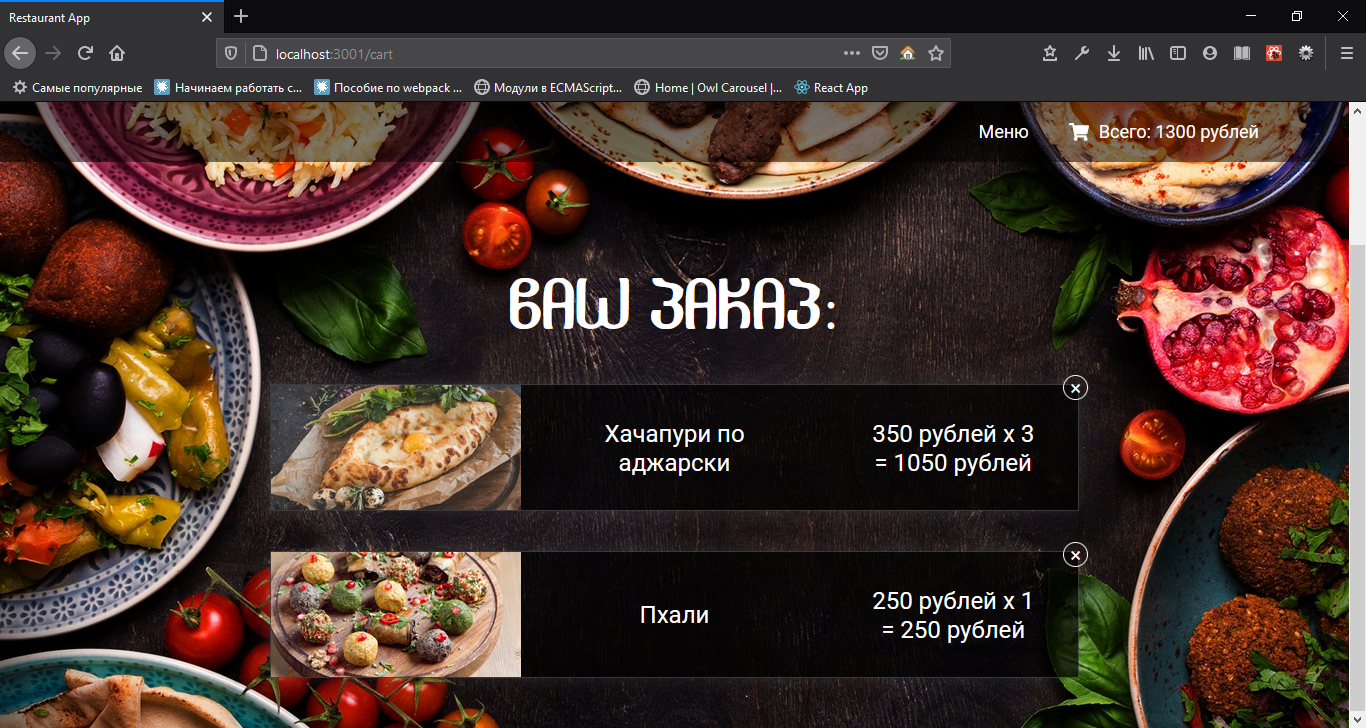 Restaurant App
localhost:3001/cart
Самые популярные
Начинаем работать с...
Пособие по webpack ...
Модули в ECMAScript...
Home | Owl Carousel |...
React App
Меню
Всего: 1300 рублей
ВАШ ЗАКАЗ:
Хачапури по
аджарски
350 рублей x 3
= 1050 рублей
Пхали
250 рублей x 1
= 250 рублей